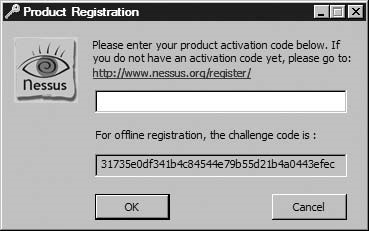 Product Registration
Please enter your product activation code below. If
you do not have an activation code yet, please go to:
http://www.nessus.org/register/
Nessus
For offline registration, the challenge code is :
31735e0df341b4c84544e79b55d21b4a0443efec
OK
Cancel